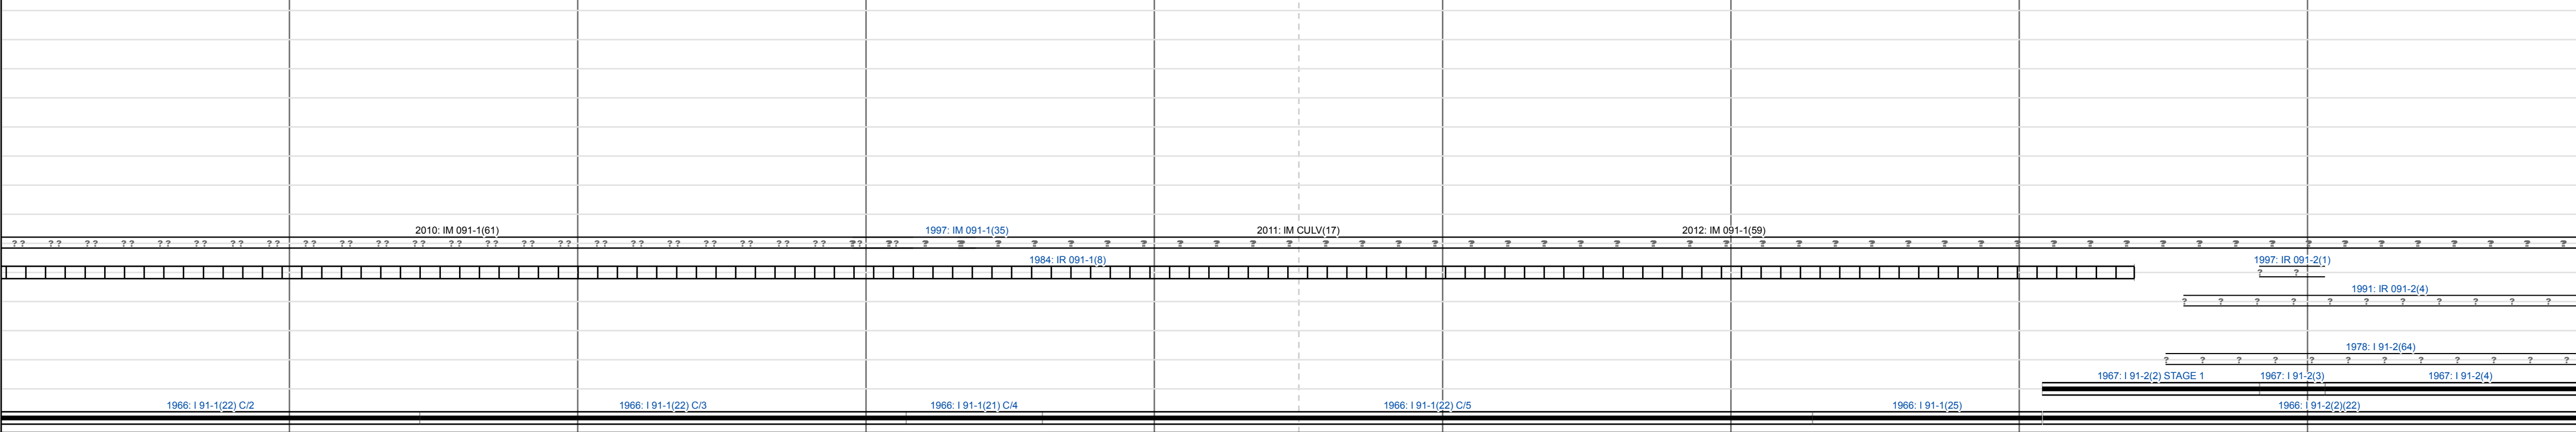 2010: IM 091-1(61)
1997: IM 091-1(35)
2011: IM CULV(17)
2012: IM 091-1(59)
1984: IR 091-1(8)
1997: IR 091-2(1)
1991: IR 091-2(4)
1978: I 91-2(64)
1967: I 91-2(2) STAGE 1
1967: I 91-2(3)
1967: I 91-2(4)
1966: I 91-1(22) C/2
1966: I 91-1(22) C/3
1966: I 91-1(21) C/4
1966: I 91-1(22) C/5
1966: I 91-1(25)
1966: I 91-2(2)(22)